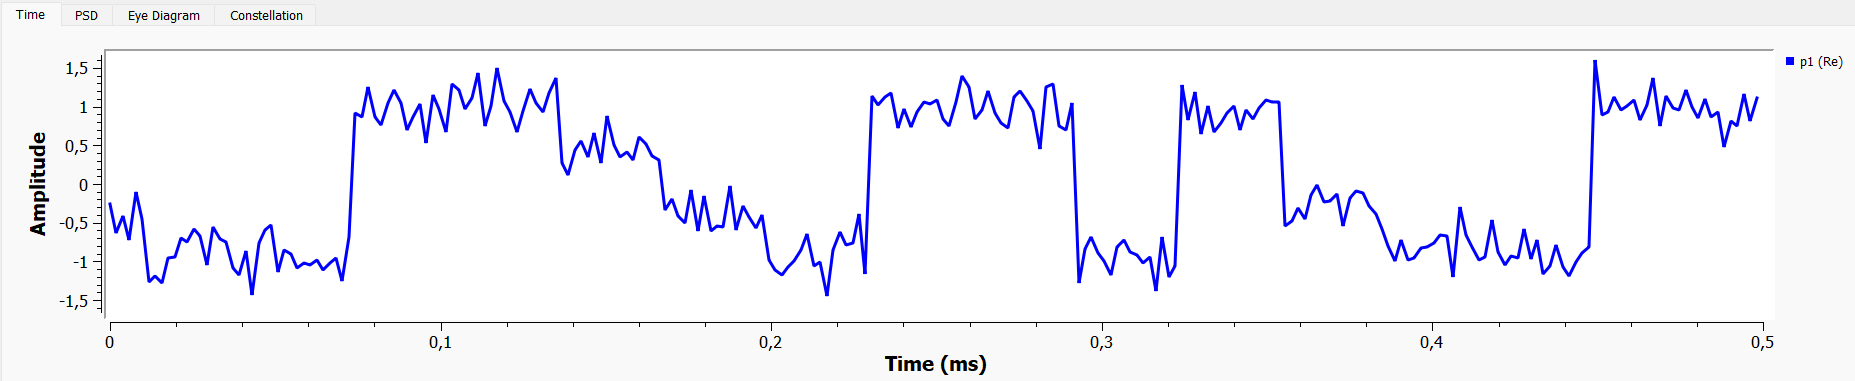 Time PSD Eye Diagram Constellation
p1 (Re)
Amplitude
1,5
1
0,5
0
-0,5
-1
-1,5
0 0,1 0,2 0,3 0,4 0,5
Time (ms)